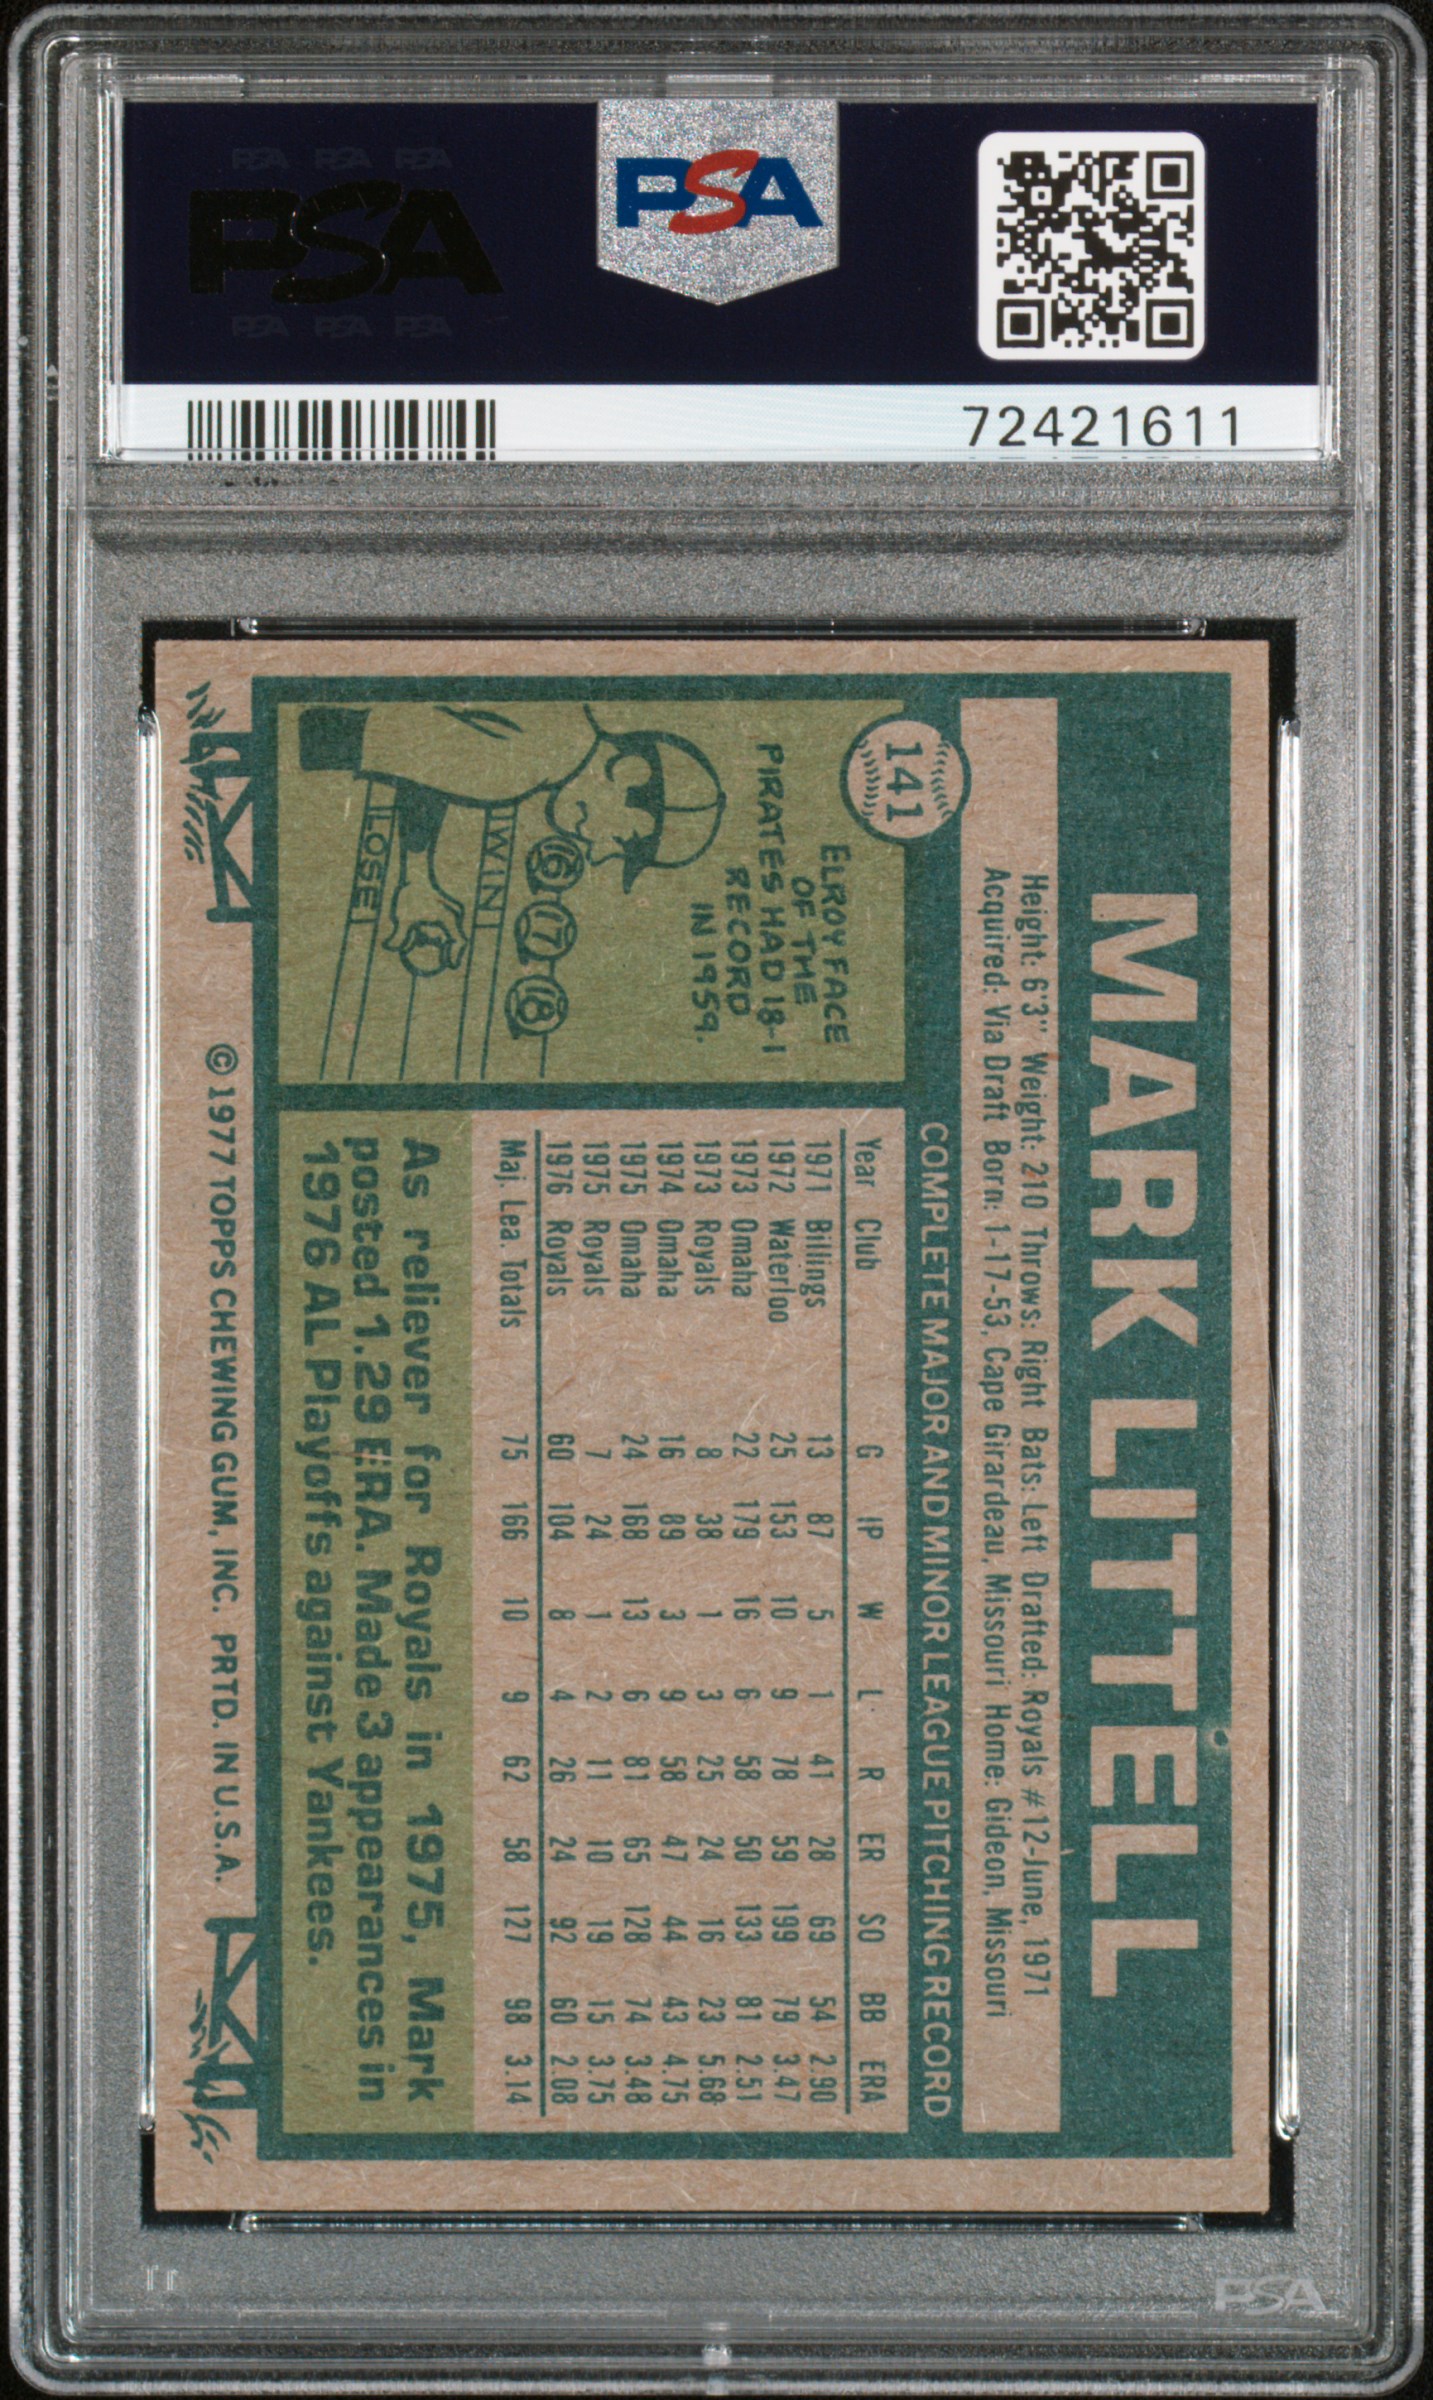 PSA PSA PSA
PSA
PSA PSA PSA
PSA
72421611
MARK LITTELL
Height: 6'3" Weight: 210 Throws: Right Bats: Left Drafted: Royals #12-June, 1971
Acquired: Via Draft Born: 1-17-53, Cape Girardeau, Missouri Home: Gideon, Missouri
141
COMPLETE MAJOR AND MINOR LEAGUE PITCHING RECORD
ELROY FACE
OF THE
PIRATES HAD 18-1
RECORD
IN 1959.
16 17 18
WIN
1
LOSE
Year Club G IP W L R ER SO BB ERA
1971 Billings 13 87 5 1 41 28 69 54 2.90
1972 Waterloo 25 153 10 9 78 59 199 79 3.47
1973 Omaha 22 179 16 6 58 50 133 81 2.51
1973 Royals 8 38 1 3 25 24 16 23 5.68
1974 Omaha 16 89 3 9 58 47 44 43 4.75
1975 Omaha 24 168 13 6 81 65 128 74 3.48
1975 Royals 7 24 1 2 11 10 19 15 3.75
1976 Royals 60 104 8 4 26 24 92 60 2.08
Maj. Lea. Totals 75 166 10 9 62 58 127 98 3.14
As reliever for Royals in 1975, Mark
posted 1.29 ERA. Made 3 appearances in
1976 AL Playoffs against Yankees.
© 1977 TOPPS CHEWING GUM, INC. PRTD. IN U.S.A.
PSA